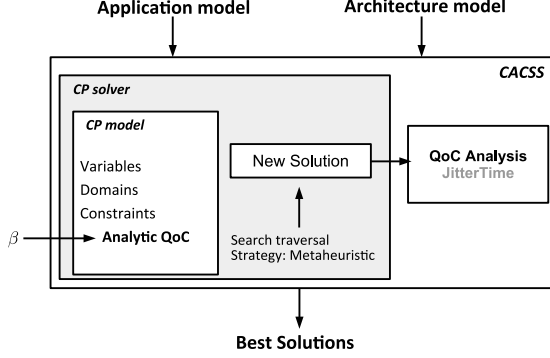 Application model
Architecture model
CACSS
CP solver
CP model
Variables
Domains
Constraints
β
Analytic QoC
New Solution
Search traversal
Strategy: Metaheuristic
QoC Analysis
JitterTime
Best Solutions